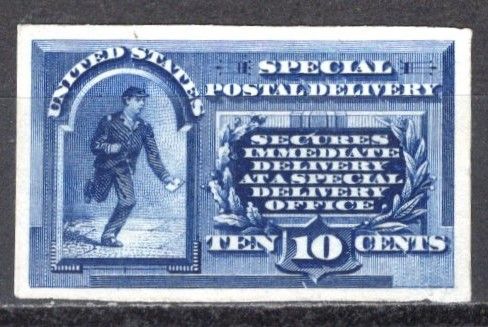 UNITED STATES
SPECIAL
POSTAL DELIVERY
SECURES
IMMEDIATE
DELIVERY
AT A SPECIAL
DELIVERY
OFFICE.
TEN 10 CENTS